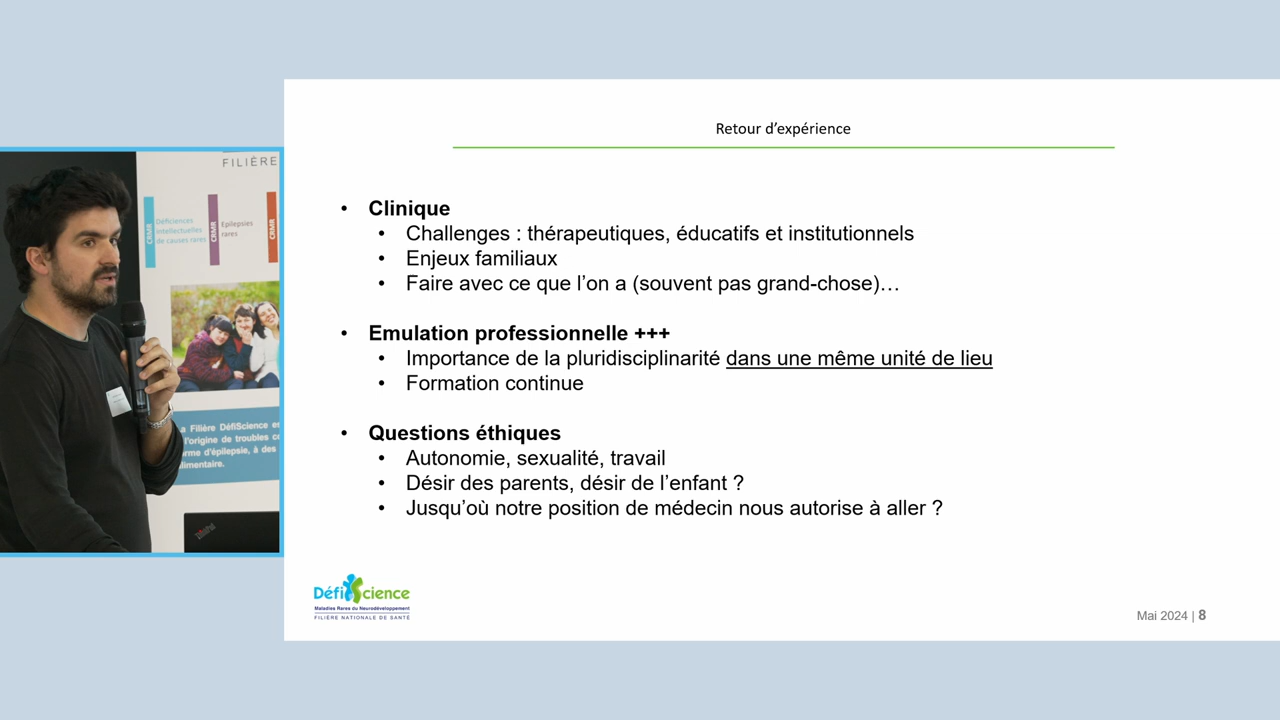 FILIÈRE
CRMR
Déficiences
intellectuelles
de causes rares
CRMR
Epilepsies
rares
CRMR
a Filière DéfiScience es
l'origine de troubles co
orme d'épilepsie, à des
limentaire.
Retour d'expérience
• Clinique
• Challenges : thérapeutiques, éducatifs et institutionnels
• Enjeux familiaux
• Faire avec ce que l'on a (souvent pas grand-chose)…
• Emulation professionnelle +++
• Importance de la pluridisciplinarité dans une même unité de lieu
• Formation continue
• Questions éthiques
• Autonomie, sexualité, travail
• Désir des parents, désir de l'enfant ?
• Jusqu'où notre position de médecin nous autorise à aller ?
DéfiScience
Maladies Rares du Neurodéveloppement
FILIÈRE NATIONALE DE SANTÉ
Mai 2024 | 8